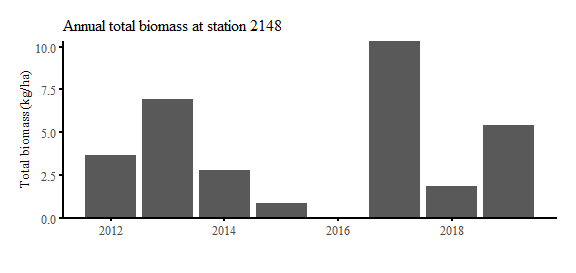 Annual total biomass at station 2148
Total biomass (kg/ha)
10.0
7.5
5.0
2.5
0.0
2012 2014 2016 2018